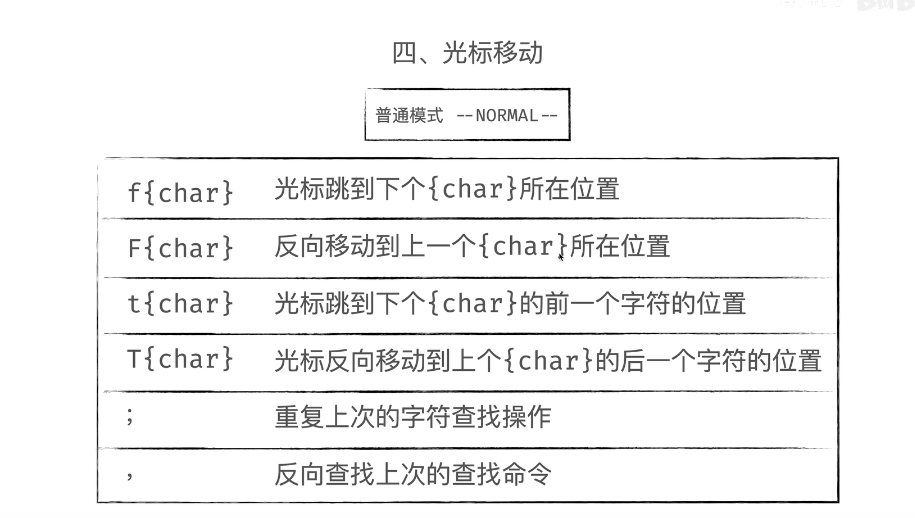 四、光标移动
普通模式 --NORMAL--
f{char} 光标跳到下个{char}所在位置
F{char} 反向移动到上一个{char}所在位置
t{char} 光标跳到下个{char}的前一个字符的位置
T{char} 光标反向移动到上个{char}的后一个字符的位置
; 重复上次的字符查找操作
, 反向查找上次的查找命令